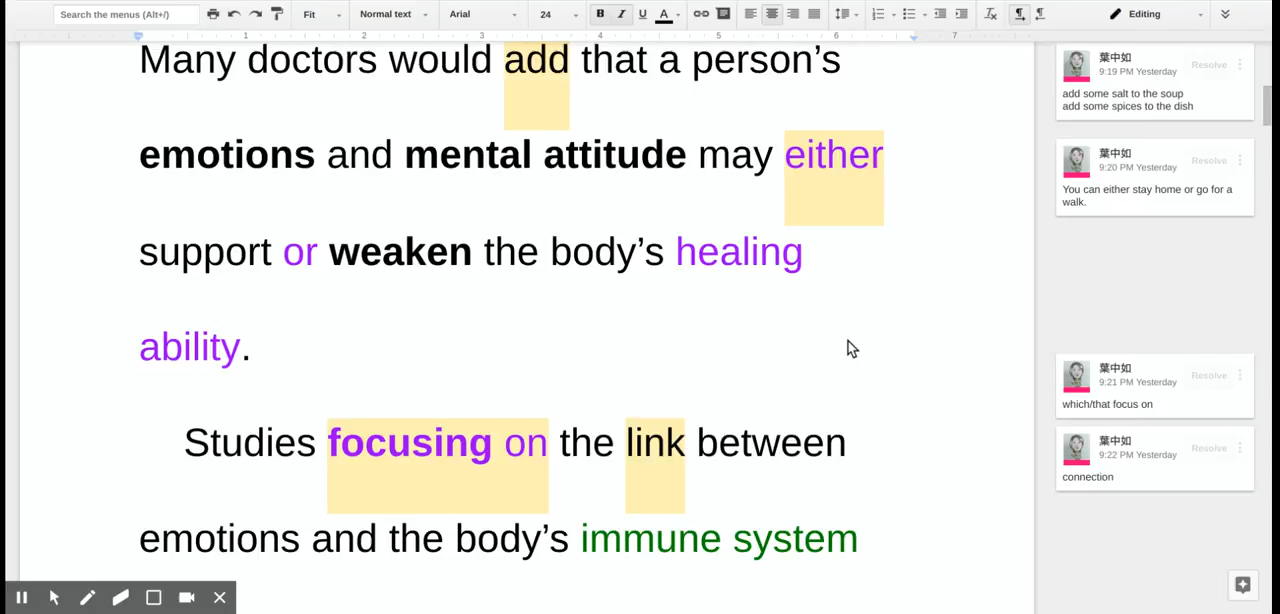 Search the menus (Alt+/)
Fit
Normal text
Arial
24
B
I
U
A
Editing
1
2
3
4
5
6
7
Many doctors would add that a person’s
emotions and mental attitude may either
support or weaken the body’s healing
ability.
Studies focusing on the link between
emotions and the body’s immune system
葉中如
9:19 PM Yesterday
Resolve
add some salt to the soup
add some spices to the dish
葉中如
9:20 PM Yesterday
Resolve
You can either stay home or go for a
walk.
葉中如
9:21 PM Yesterday
Resolve
which/that focus on
葉中如
9:22 PM Yesterday
Resolve
connection